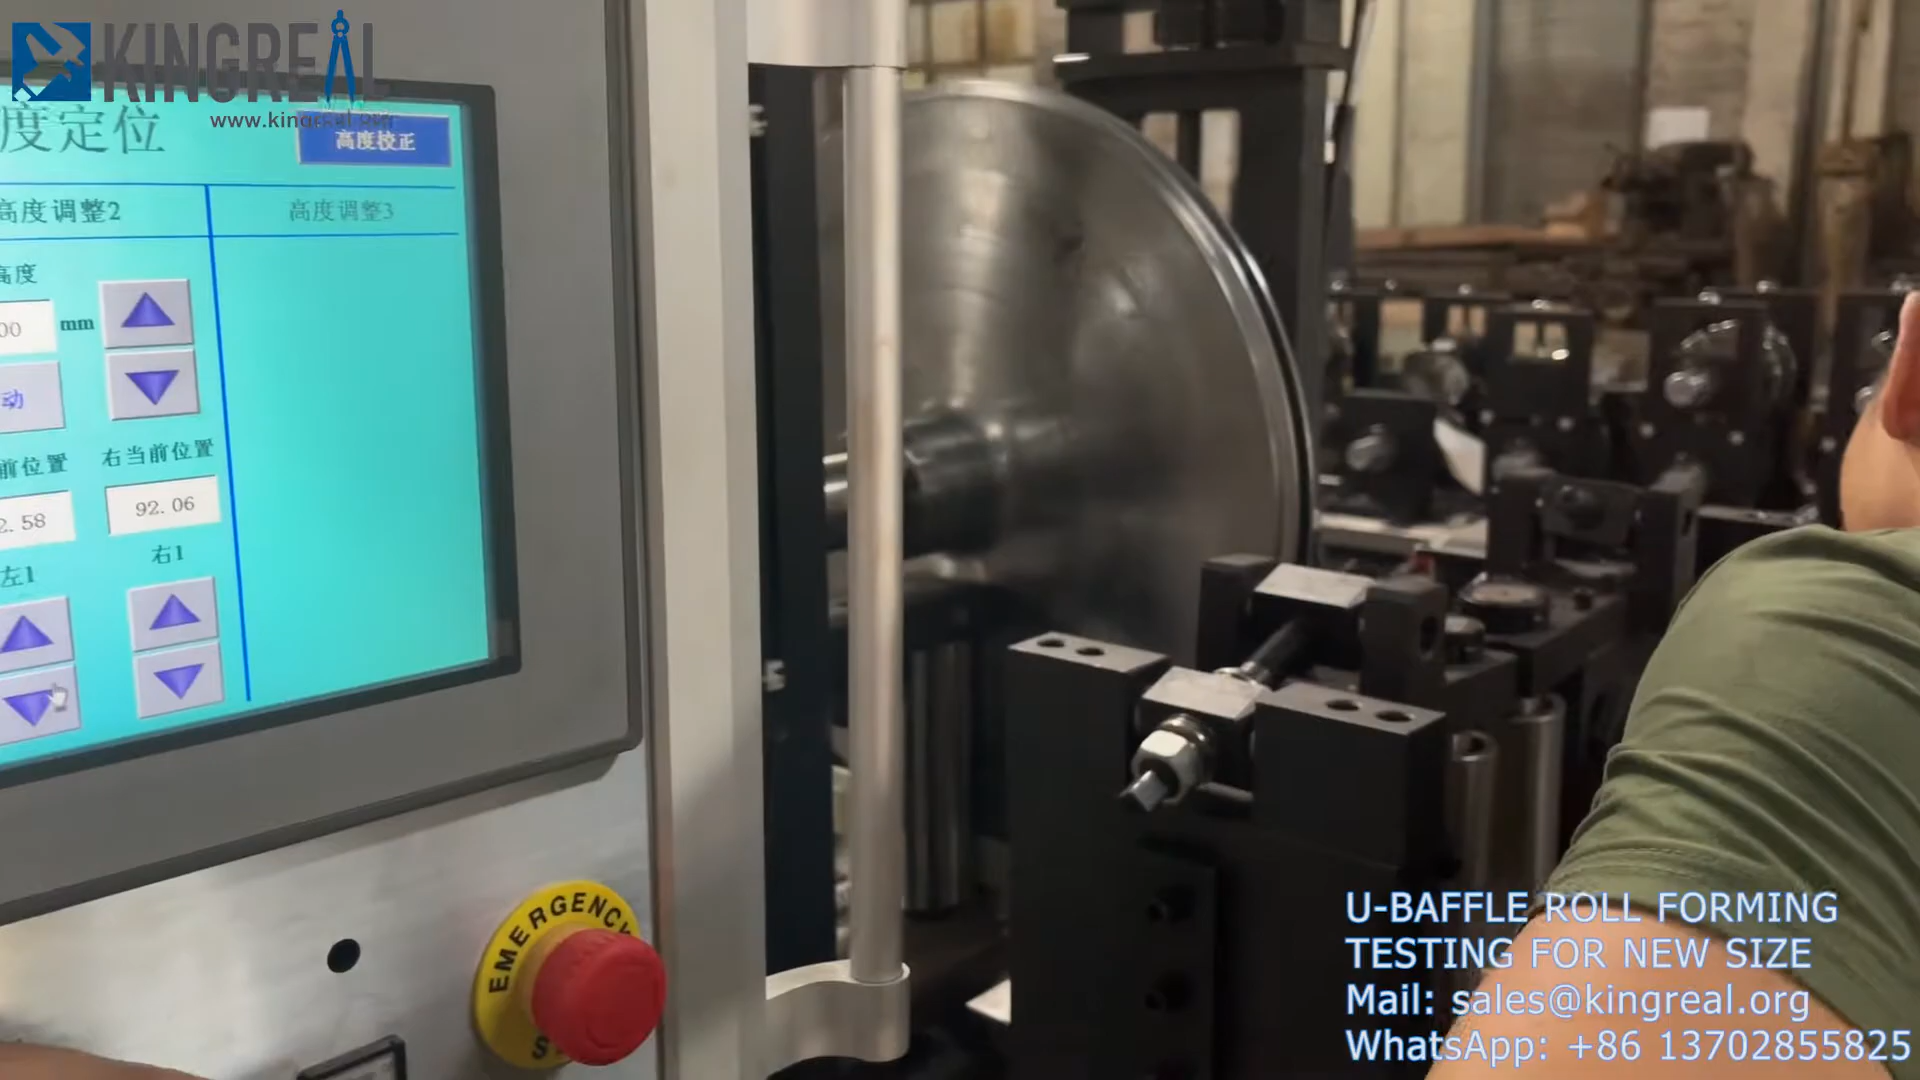 KINGREAL
www.kingreal.org
度定位
高度校正
高度调整2
高度调整3
高度
00
mm
动
前位置
右当前位置
2.58
92.06
左1
右1
EMERGENCY
U-BAFFLE ROLL FORMING
TESTING FOR NEW SIZE
Mail: sales@kingreal.org
WhatsApp: +86 13702855825